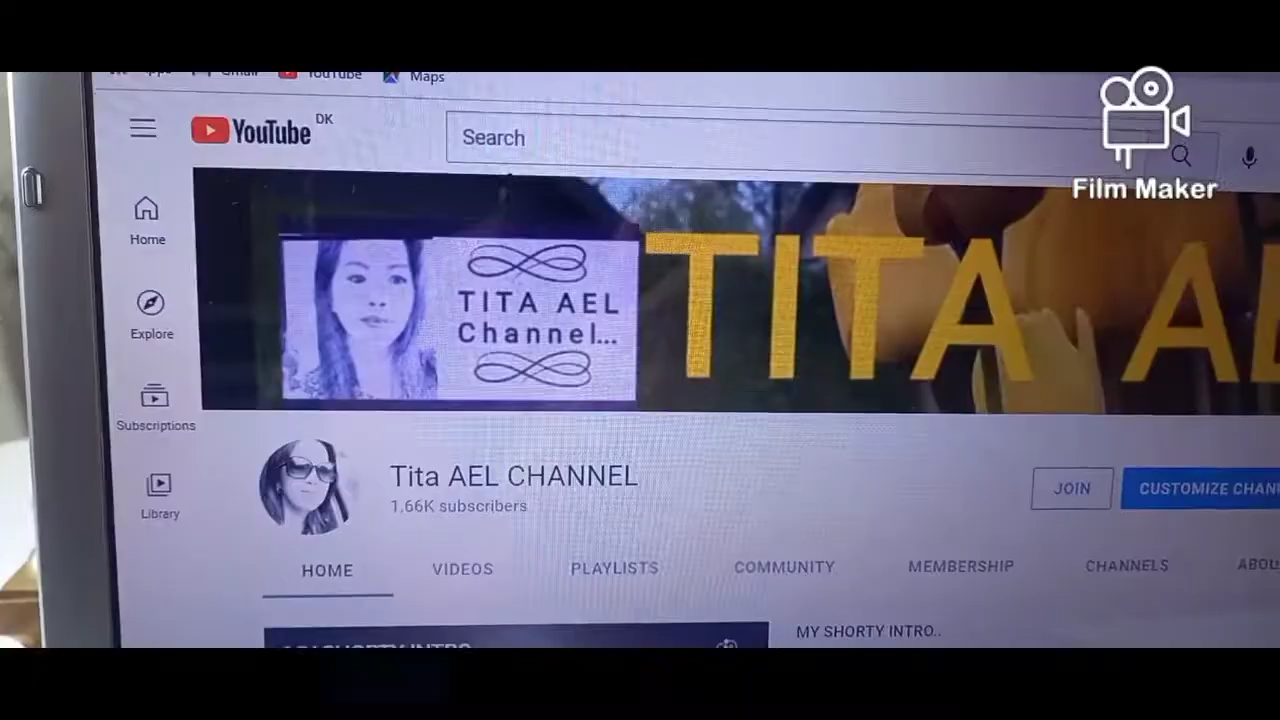 Gmail
YouTube
Maps
YouTube DK
Search
Film Maker
Home
Explore
Subscriptions
Library
TITA AEL
Channel...
TITA
Tita AEL CHANNEL
1.66K subscribers
JOIN
CUSTOMIZE
HOME
VIDEOS
PLAYLISTS
COMMUNITY
MEMBERSHIP
CHANNELS
MY SHORTY INTRO..